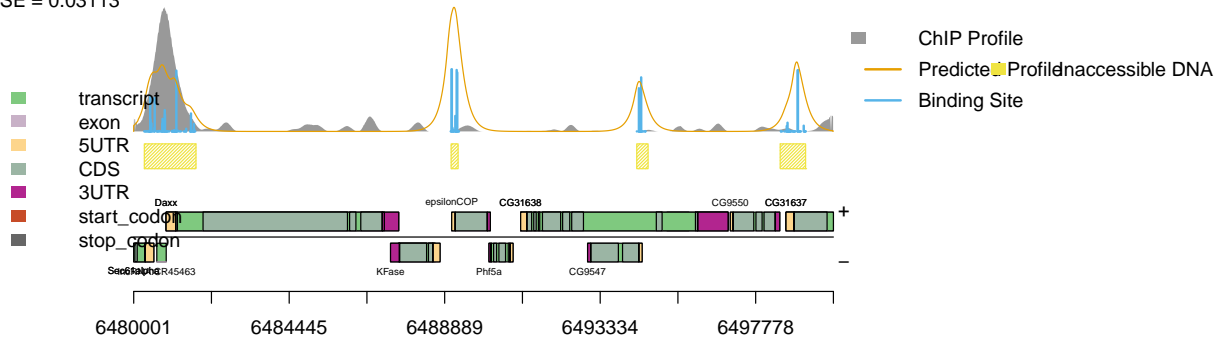 SE = 0.03113
ChIP Profile
Predicted Profile
Inaccessible DNA
Binding Site
transcript
exon
5UTR
CDS
3UTR
start_codon
stop_codon
Daxx
epsilonCOP
CG31638
CG9550
CG31637
+
CR45463
KFase
Phf5a
CG9547
–
6480001
6484445
6488889
6493334
6497778